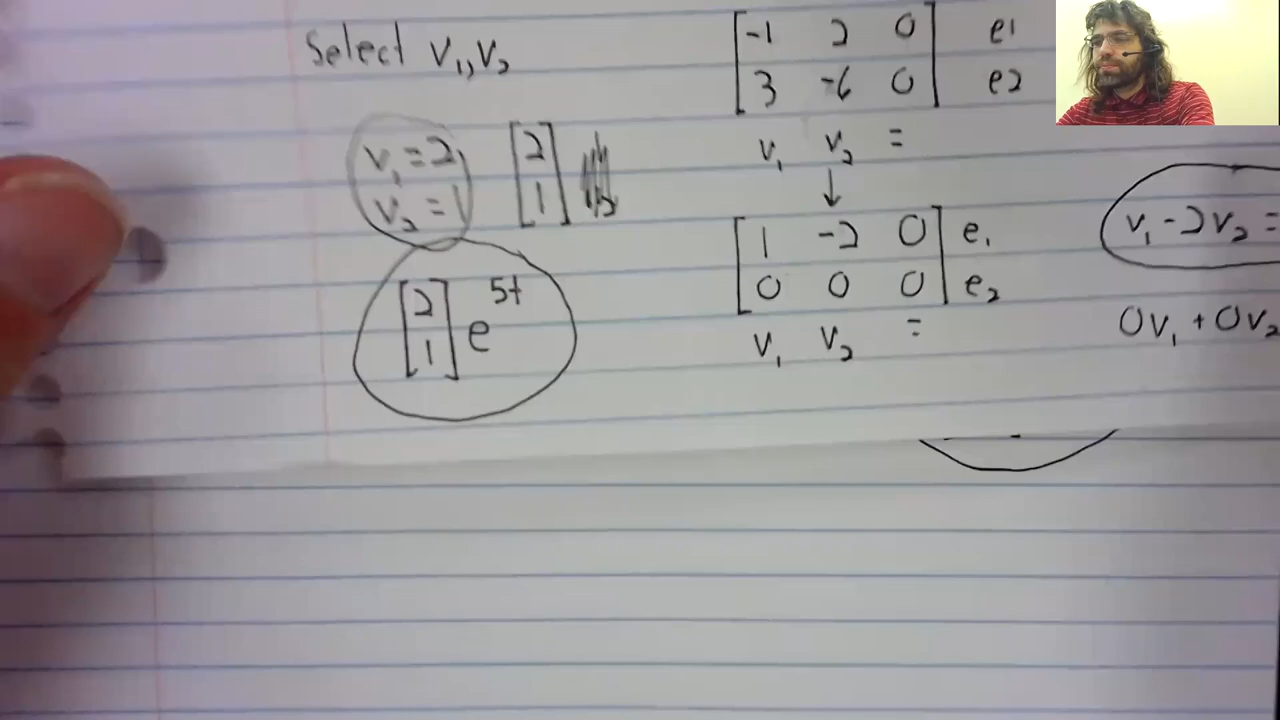 Select v₁, v₂
v₁ = 2
v₂ = 1
[2
1]
[2
1] e^5t
[-1 2 0] e1
[3 -6 0] e2
v₁ v₂ =
↓
[1 -2 0] e₁
[0 0 0] e₂
v₁ v₂ =
v₁ - 2v₂ =
0v₁ + 0v₂